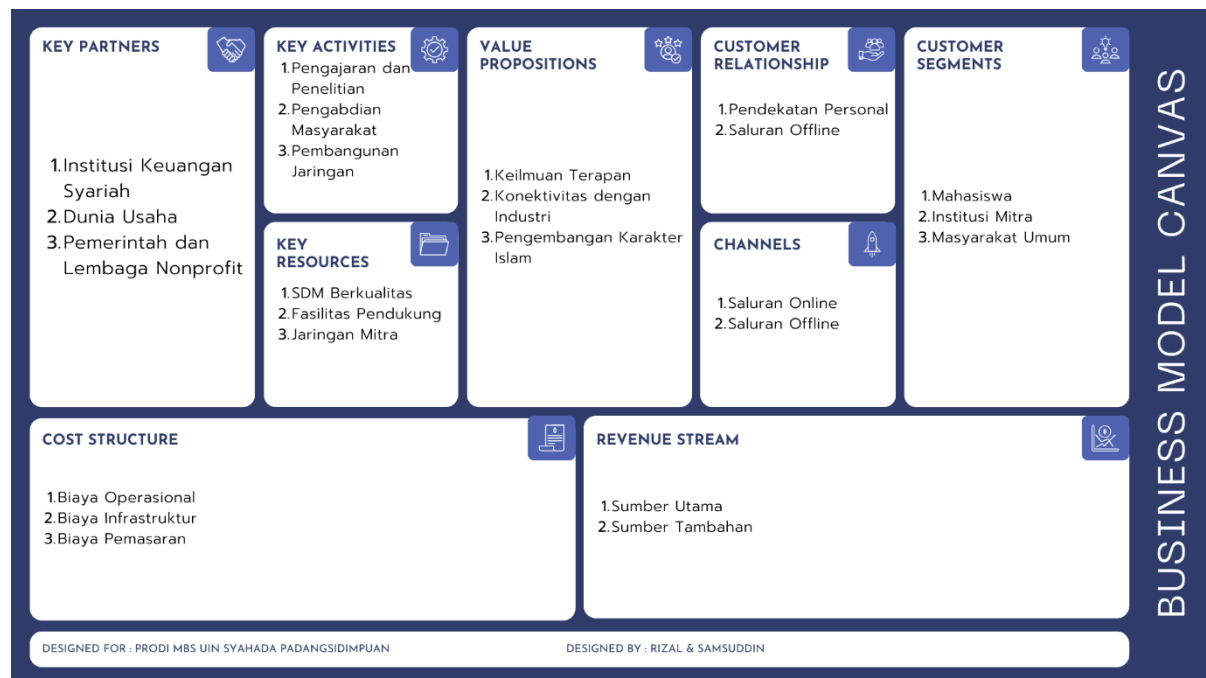 KEY PARTNERS
1.Institusi Keuangan
Syariah
2.Dunia Usaha
3.Pemerintah dan
Lembaga Nonprofit
KEY ACTIVITIES
1.Pengajaran dan
Penelitian
2.Pengabdian
Masyarakat
3.Pembangunan
Jaringan
KEY
RESOURCES
1.SDM Berkualitas
2.Fasilitas Pendukung
3.Jaringan Mitra
VALUE
PROPOSITIONS
1.Keilmuan Terapan
2.Konektivitas dengan
Industri
3.Pengembangan Karakter
Islam
CUSTOMER
RELATIONSHIP
1.Pendekatan Personal
2.Saluran Offline
CHANNELS
1.Saluran Online
2.Saluran Offline
CUSTOMER
SEGMENTS
1.Mahasiswa
2.Institusi Mitra
3.Masyarakat Umum
COST STRUCTURE
1.Biaya Operasional
2.Biaya Infrastruktur
3.Biaya Pemasaran
REVENUE STREAM
1.Sumber Utama
2.Sumber Tambahan
DESIGNED FOR : PRODI MBS UIN SYAHADA PADANGSIDIMPUAN
DESIGNED BY : RIZAL & SAMSUDDIN
BUSINESS MODEL CANVAS